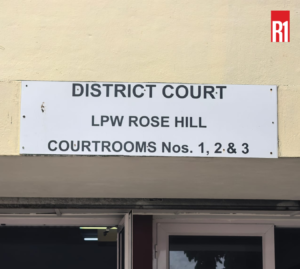 R1
DISTRICT COURT
LPW ROSE HILL
COURTROOMS Nos. 1, 2 & 3